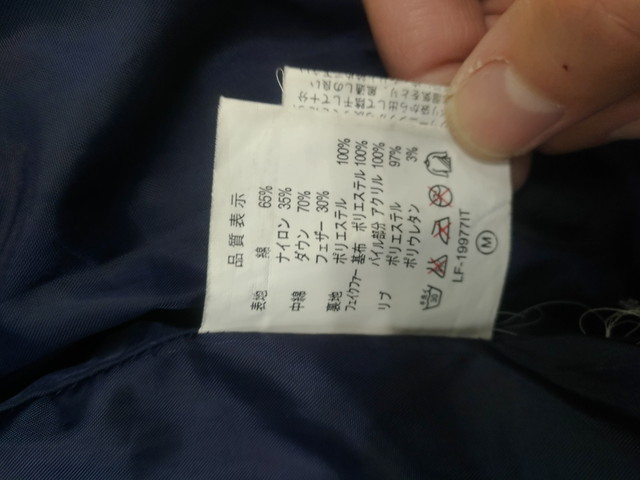 品質表示
表地 綿 65%
ナイロン 35%
中綿 ダウン 70%
フェザー 30%
裏地 ポリエステル 100%
フェイクファー 基布 ポリエステル 100%
パイル部分 アクリル 100%
リブ ポリエステル 97%
ポリウレタン 3%
LF-19977IT
M